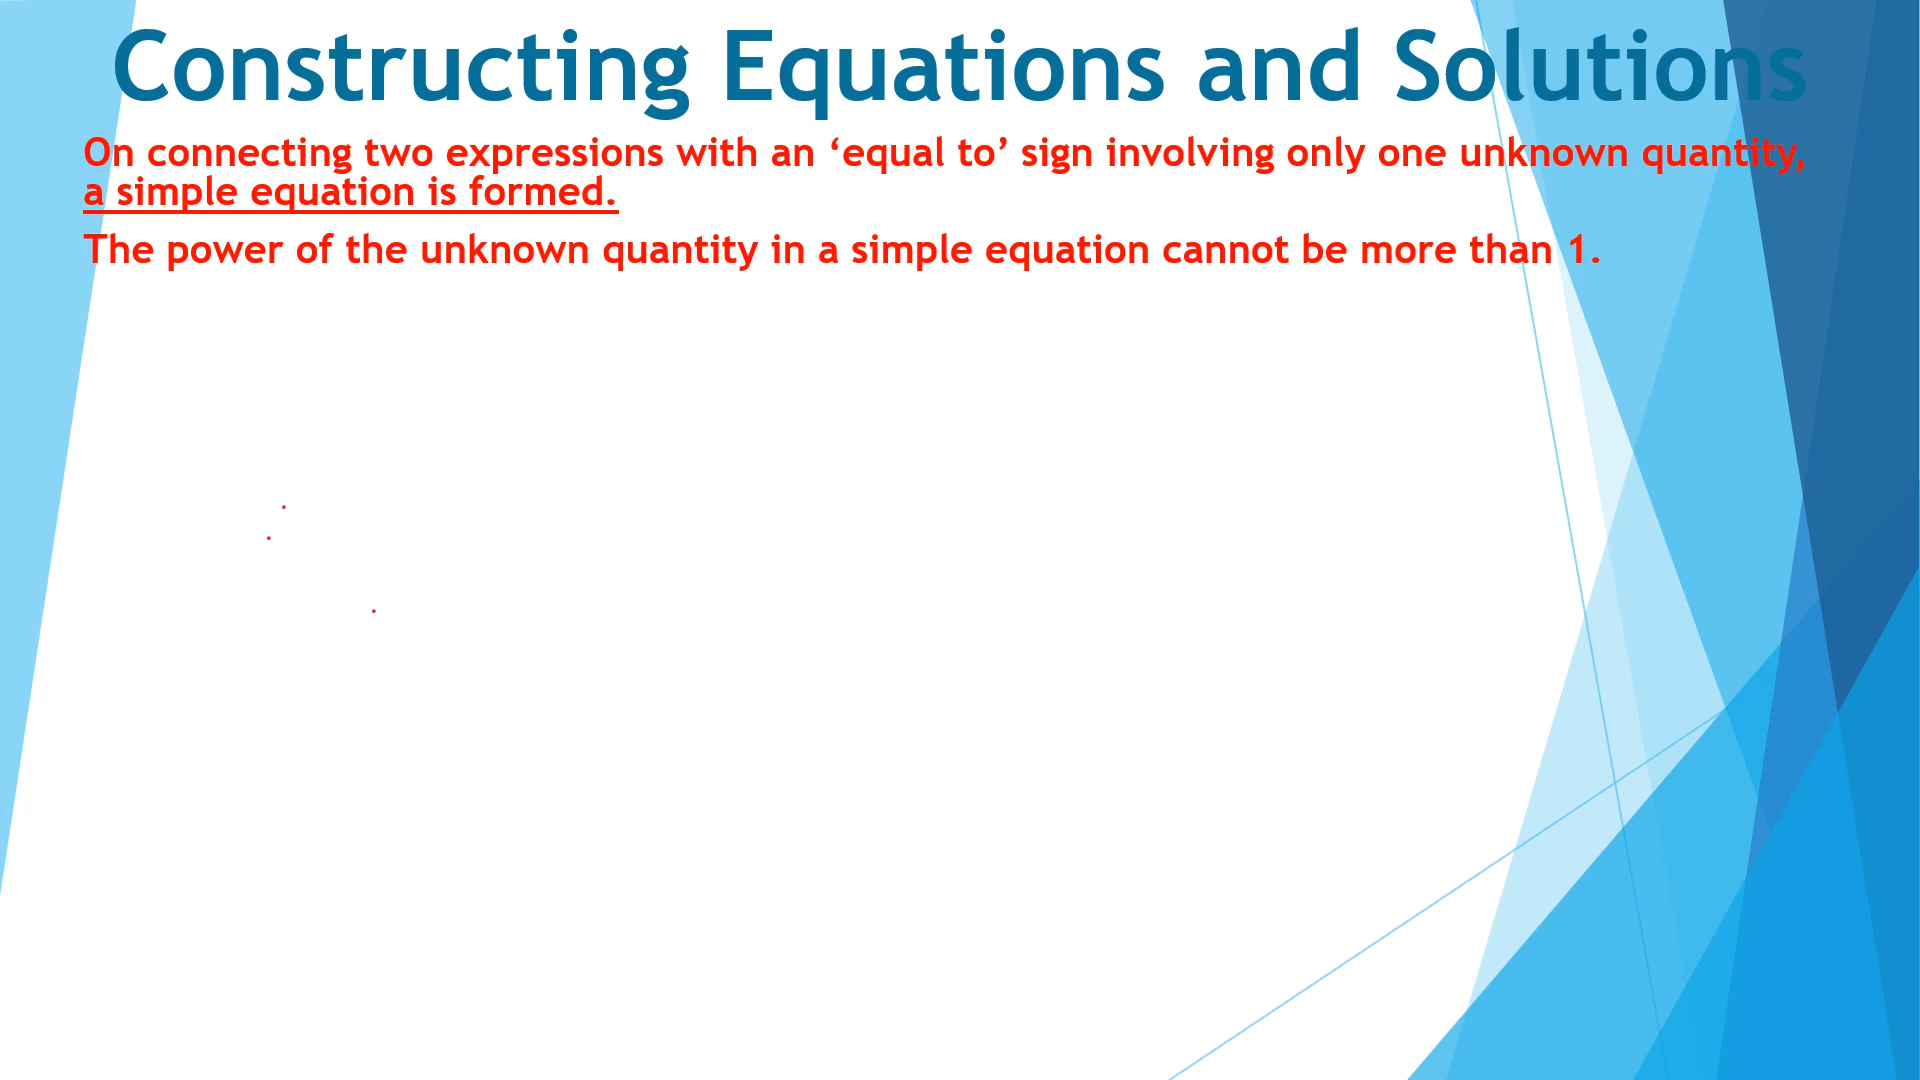 Constructing Equations and Solutions
On connecting two expressions with an ‘equal to’ sign involving only one unknown quantity,
a simple equation is formed.
The power of the unknown quantity in a simple equation cannot be more than 1.